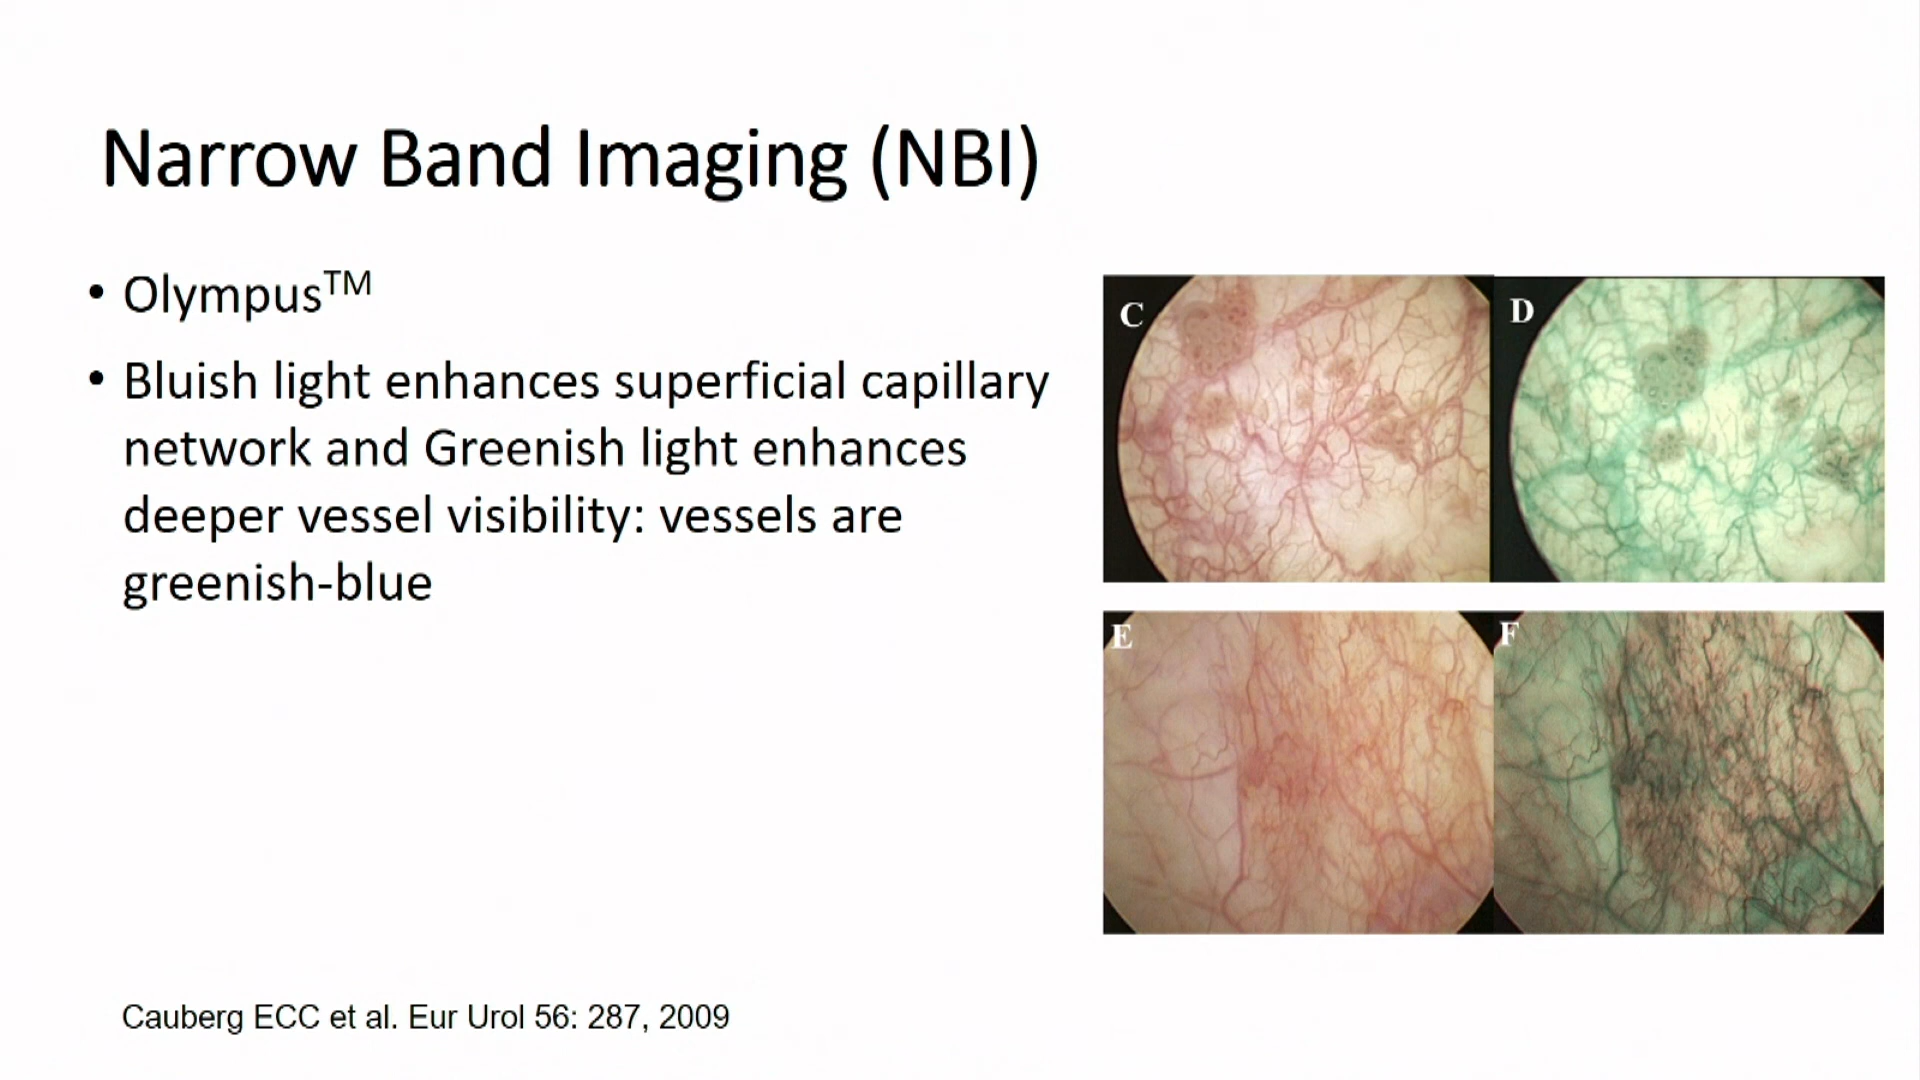 Narrow Band Imaging (NBI)
• Olympus™
• Bluish light enhances superficial capillary
network and Greenish light enhances
deeper vessel visibility: vessels are
greenish-blue
C
D
E
F
Cauberg ECC et al. Eur Urol 56: 287, 2009